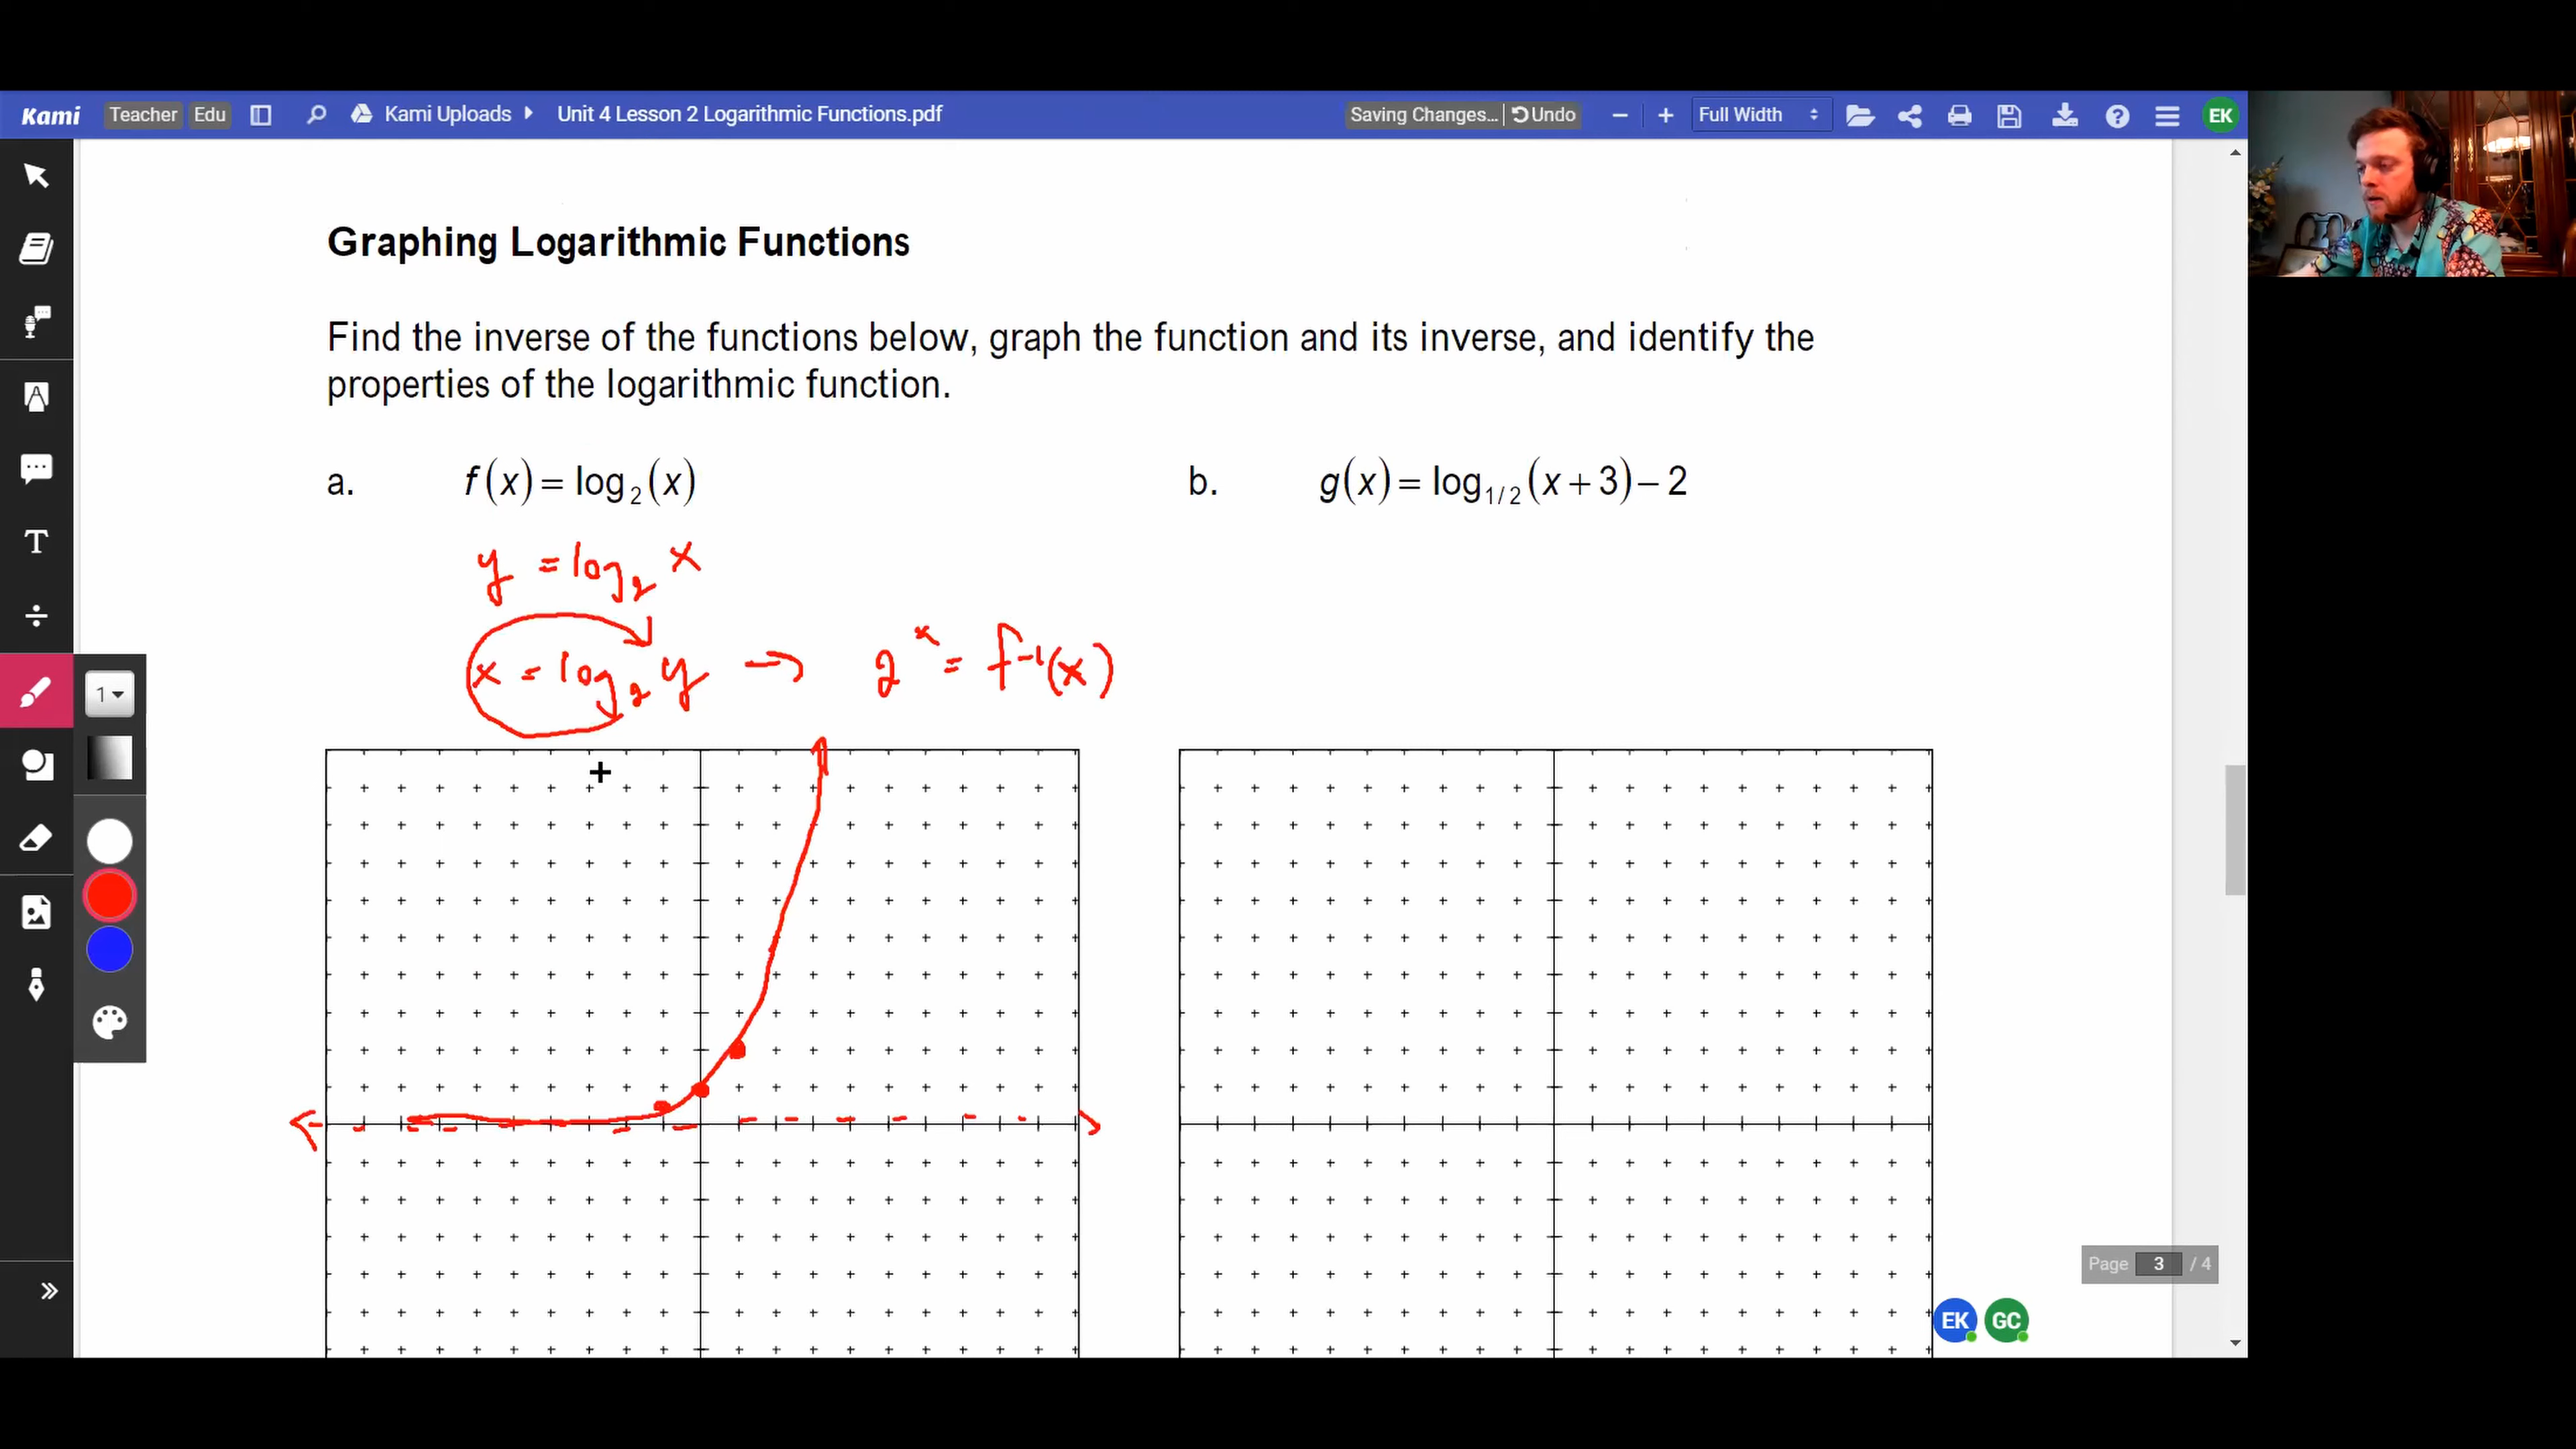 Kami Teacher Edu Kami Uploads Unit 4 Lesson 2 Logarithmic Functions.pdf Saving Changes... Undo − + Full Width EK
Graphing Logarithmic Functions
Find the inverse of the functions below, graph the function and its inverse, and identify the
properties of the logarithmic function.
a. f(x)=log₂(x)
b. g(x)=log₁/₂(x+3)−2
y = log₂ x
x = log₂ y → 2ˣ = f⁻¹(x)
1
T
Page 3 / 4
EK GC